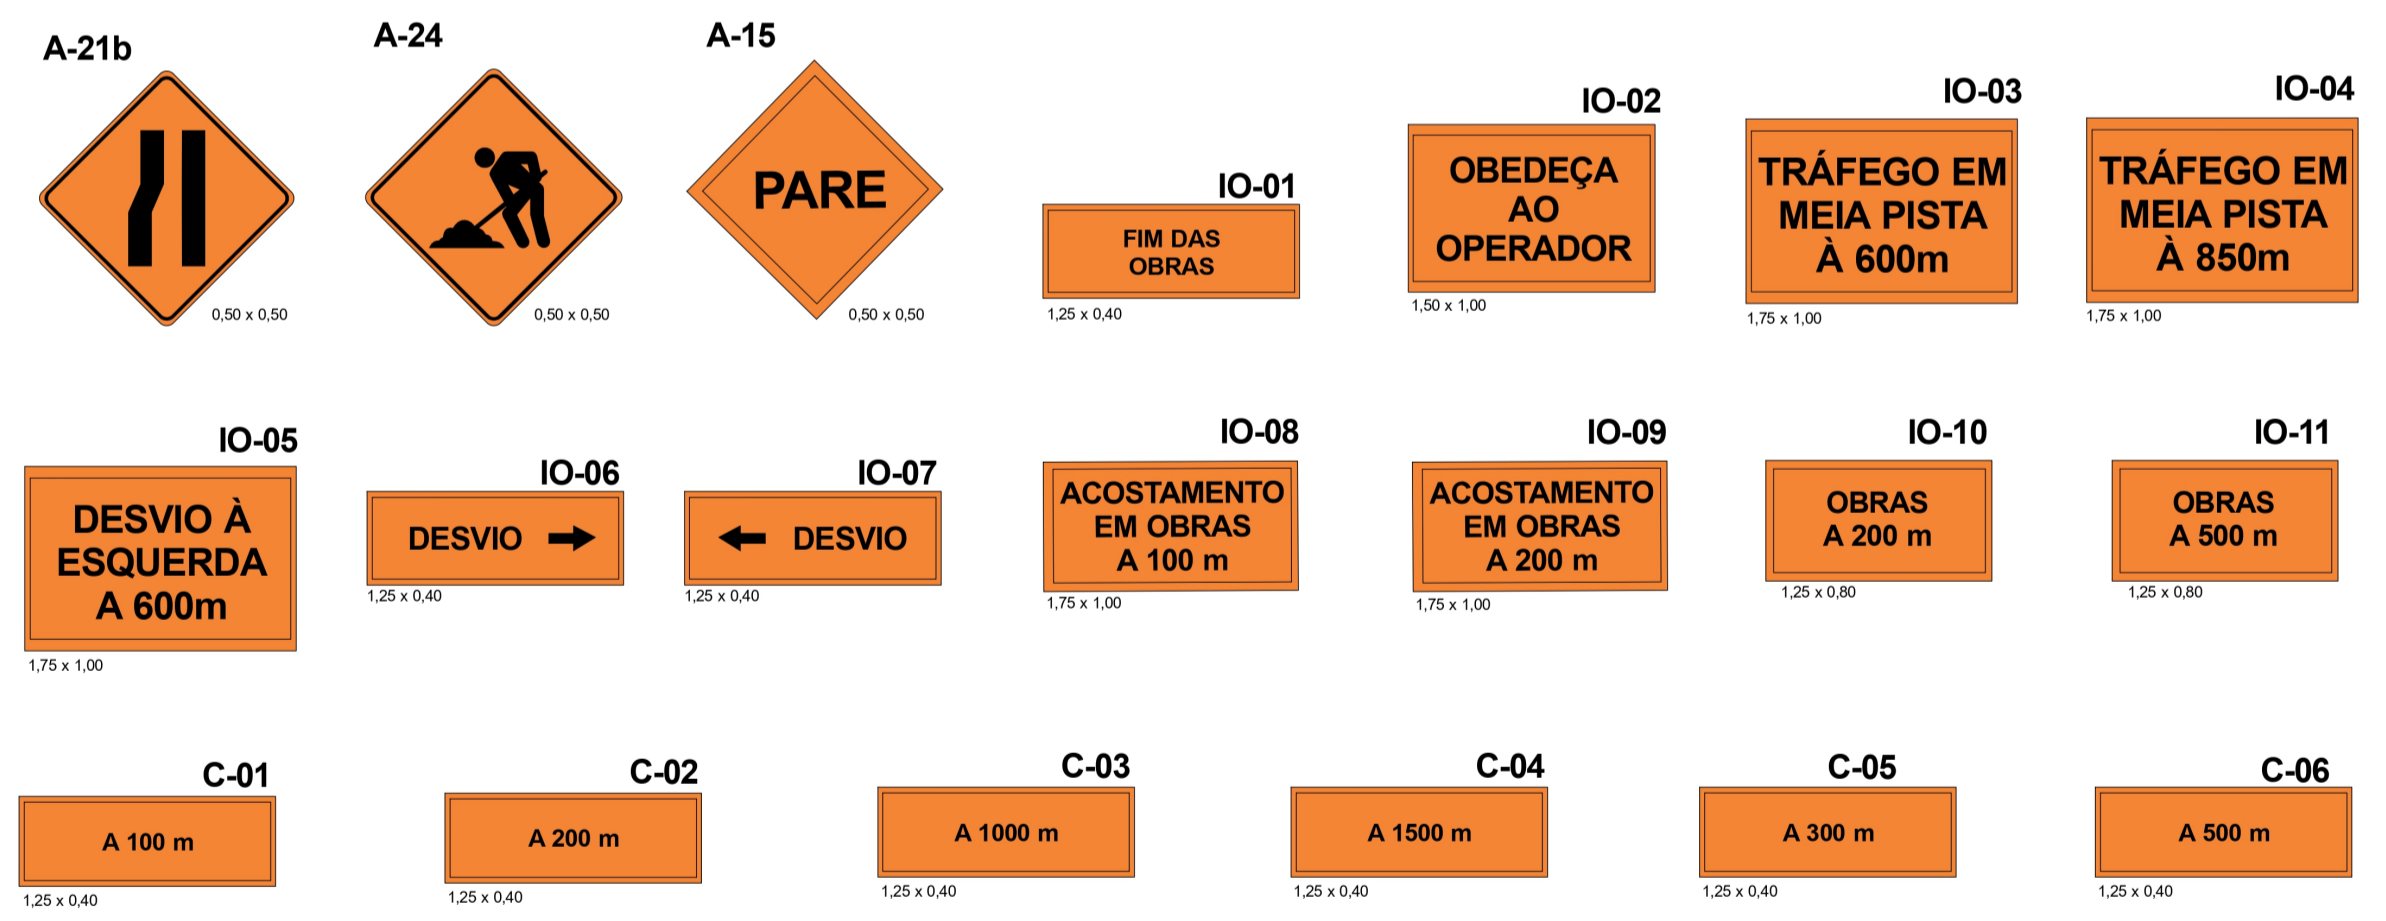 A-21b
0,50 x 0,50
A-24
0,50 x 0,50
A-15
PARE
0,50 x 0,50
IO-01
FIM DAS
OBRAS
1,25 x 0,40
IO-02
OBEDEÇA
AO
OPERADOR
1,50 x 1,00
IO-03
TRÁFEGO EM
MEIA PISTA
À 600m
1,75 x 1,00
IO-04
TRÁFEGO EM
MEIA PISTA
À 850m
1,75 x 1,00
IO-05
DESVIO À
ESQUERDA
A 600m
1,75 x 1,00
IO-06
DESVIO
1,25 x 0,40
IO-07
DESVIO
1,25 x 0,40
IO-08
ACOSTAMENTO
EM OBRAS
A 100 m
1,75 x 1,00
IO-09
ACOSTAMENTO
EM OBRAS
A 200 m
1,75 x 1,00
IO-10
OBRAS
A 200 m
1,25 x 0,80
IO-11
OBRAS
A 500 m
1,25 x 0,80
C-01
A 100 m
1,25 x 0,40
C-02
A 200 m
1,25 x 0,40
C-03
A 1000 m
1,25 x 0,40
C-04
A 1500 m
1,25 x 0,40
C-05
A 300 m
1,25 x 0,40
C-06
A 500 m
1,25 x 0,40